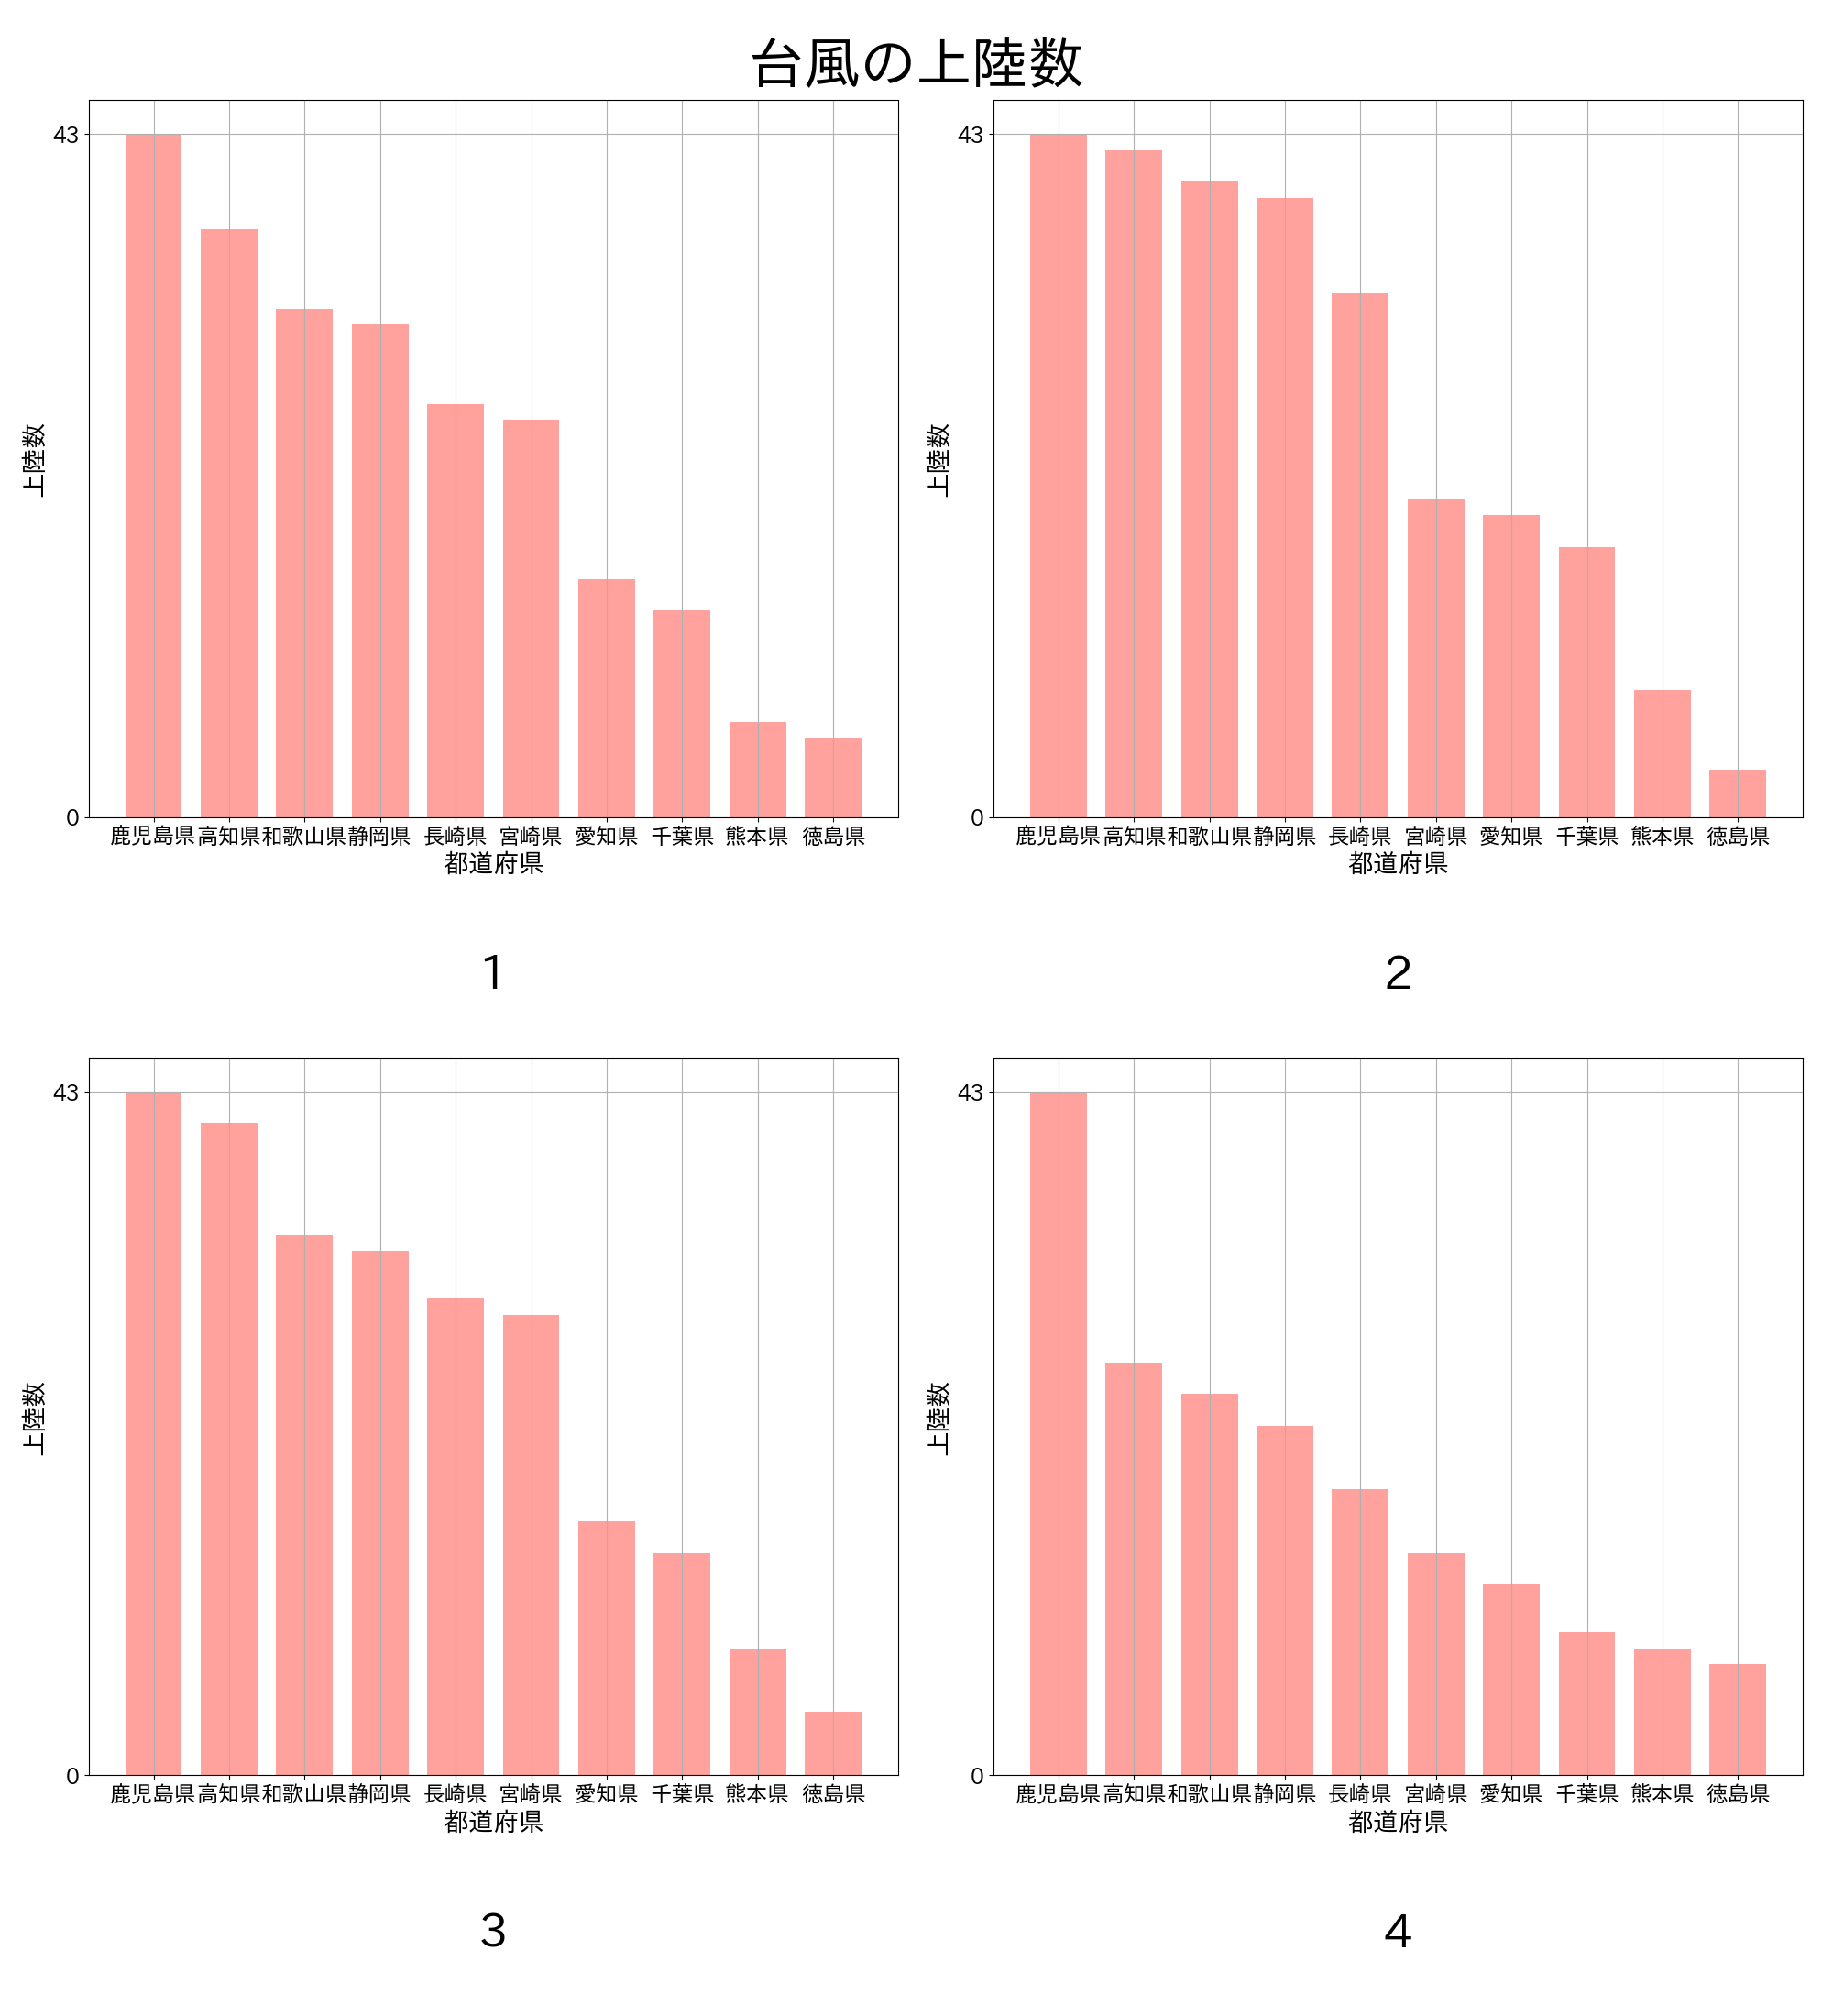 台風の上陸数
43
0
上陸数
鹿児島県 高知県 和歌山県 静岡県 長崎県 宮崎県 愛知県 千葉県 熊本県 徳島県
都道府県
1
43
0
上陸数
鹿児島県 高知県 和歌山県 静岡県 長崎県 宮崎県 愛知県 千葉県 熊本県 徳島県
都道府県
2
43
0
上陸数
鹿児島県 高知県 和歌山県 静岡県 長崎県 宮崎県 愛知県 千葉県 熊本県 徳島県
都道府県
3
43
0
上陸数
鹿児島県 高知県 和歌山県 静岡県 長崎県 宮崎県 愛知県 千葉県 熊本県 徳島県
都道府県
4